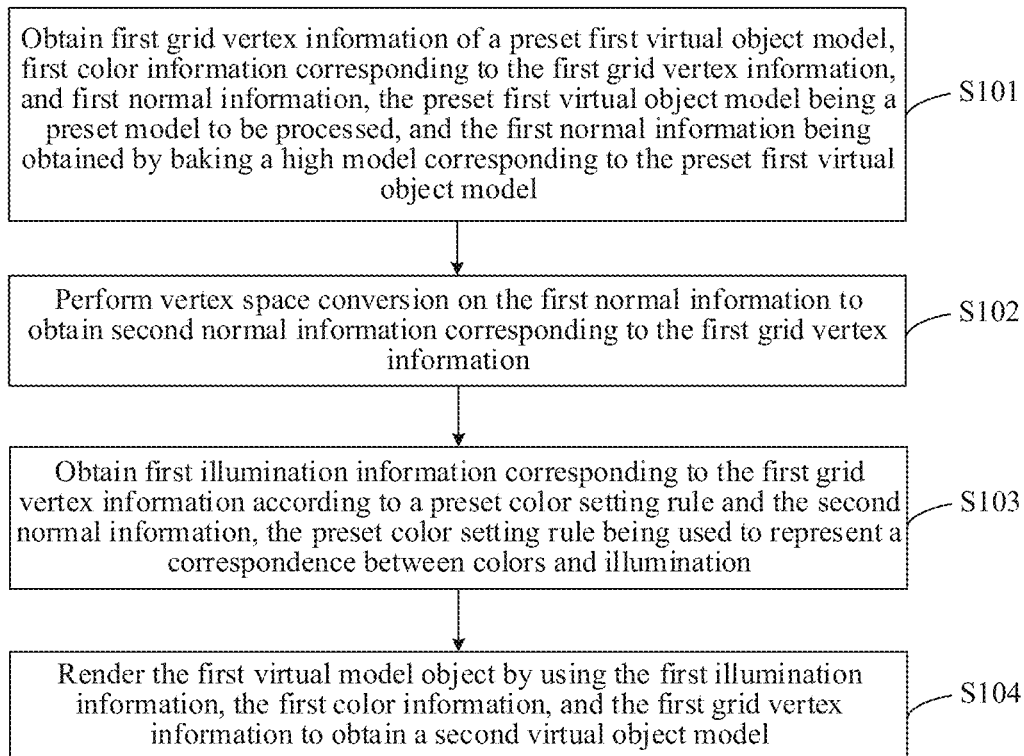 Obtain first grid vertex information of a preset first virtual object model,
first color information corresponding to the first grid vertex information,
and first normal information, the preset first virtual object model being a
preset model to be processed, and the first normal information being
obtained by baking a high model corresponding to the preset first virtual
object model
S101
Perform vertex space conversion on the first normal information to
obtain second normal information corresponding to the first grid vertex
information
S102
Obtain first illumination information corresponding to the first grid
vertex information according to a preset color setting rule and the second
normal information, the preset color setting rule being used to represent a
correspondence between colors and illumination
S103
Render the first virtual model object by using the first illumination
information, the first color information, and the first grid vertex
information to obtain a second virtual object model
S104